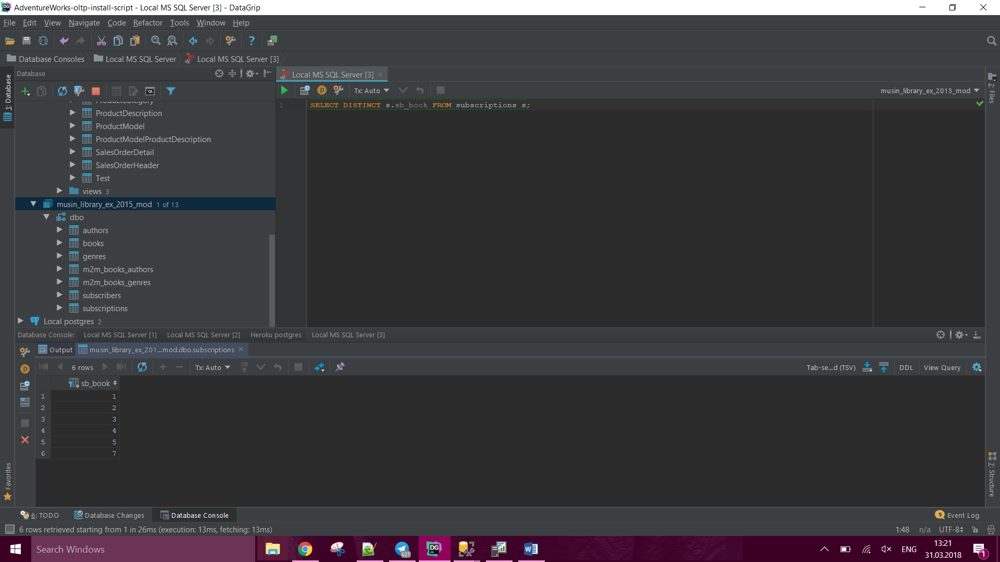 AdventureWorks-oltp-install-script - Local MS SQL Server [3] - DataGrip
File Edit View Navigate Code Refactor Tools Window Help
Database Consoles Local MS SQL Server Local MS SQL Server [3]
Database
1: Database
Local MS SQL Server [3]
Tx: Auto
musin_library_ex_2015_mod
2: Files
1 SELECT DISTINCT s.sb_book FROM subscriptions s;
ProductCategory
ProductDescription
ProductModel
ProductModelProductDescription
SalesOrderDetail
SalesOrderHeader
Test
views 3
musin_library_ex_2015_mod 1 of 13
dbo
authors
books
genres
m2m_books_authors
m2m_books_genres
subscribers
subscriptions
Local postgres 2
Database Console: Local MS SQL Server [1] Local MS SQL Server [2] Heroku postgres Local MS SQL Server [3]
Output musin_library_ex_201...mod.dbo.subscriptions
6 rows Tx: Auto DB Tab-se...d (TSV) DDL View Query
sb_book
1 1
2 2
3 3
4 4
5 5
6 7
Favorites
7: Structure
6: TODO Database Changes Database Console 9 Event Log
6 rows retrieved starting from 1 in 26ms (execution: 13ms, fetching: 13ms) 1:48 n/a UTF-8
Search Windows
DG
621
ENG
13:21
31.03.2018
1